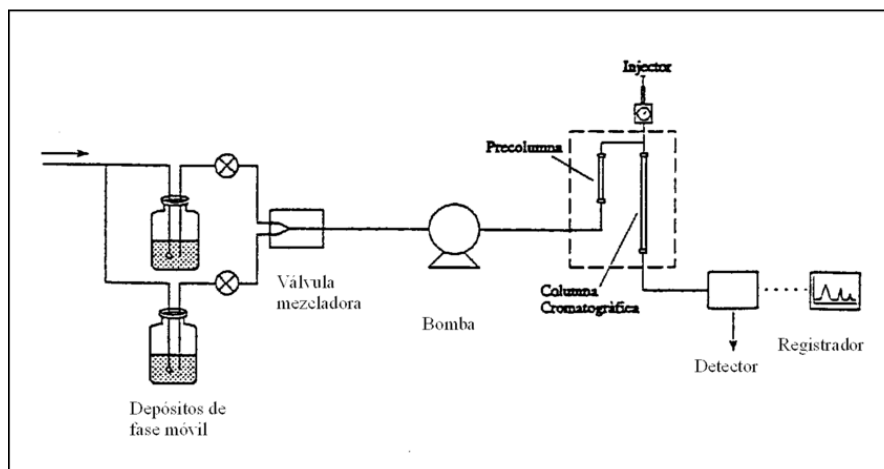 Injector
Precolumna
Válvula
mezcladora
Bomba
Columna
Cromatográfica
Detector
Registrador
Depósitos de
fase móvil